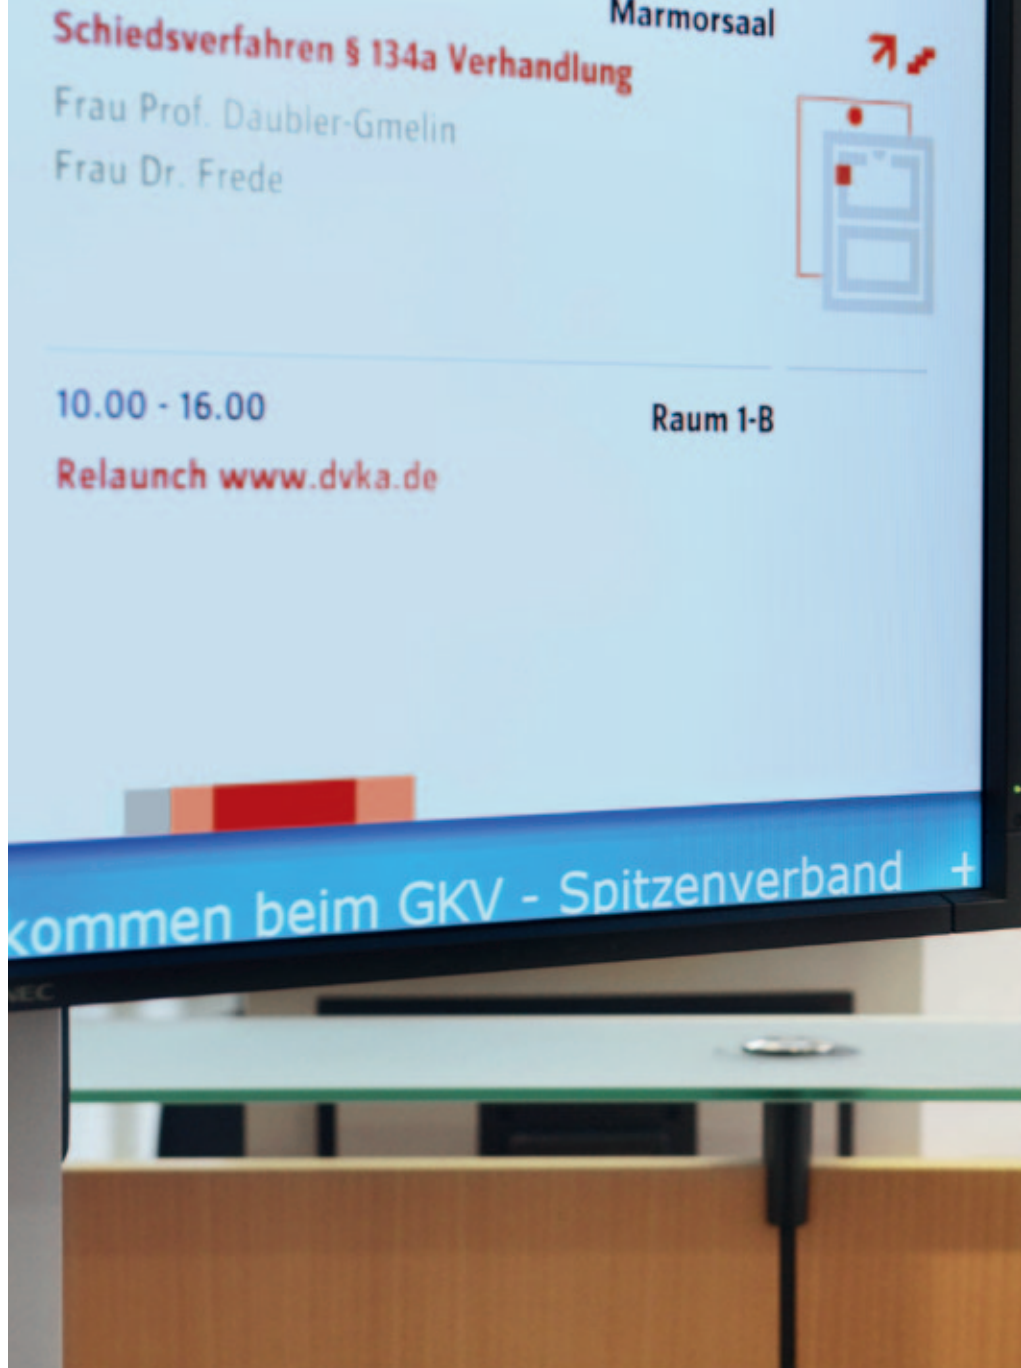 Marmorsaal
Schiedsverfahren § 134a Verhandlung
Frau Prof. Däubler-Gmelin
Frau Dr. Frede
10.00 - 16.00
Raum 1-B
Relaunch www.dvka.de
kommen beim GKV - Spitzenverband +
NEC